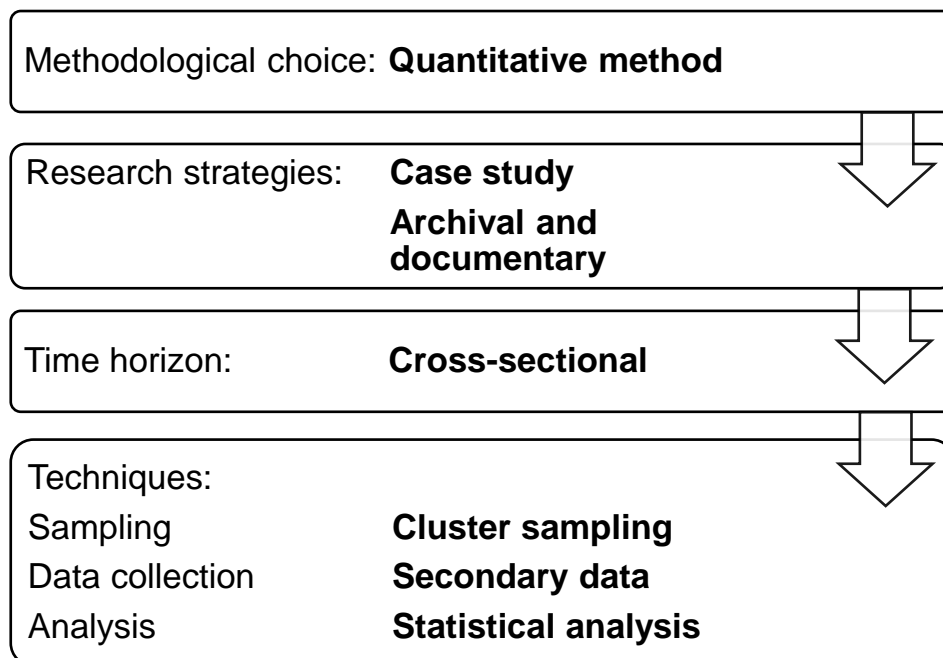 Methodological choice: Quantitative method
Research strategies: Case study
Archival and
documentary
Time horizon: Cross-sectional
Techniques:
Sampling Cluster sampling
Data collection Secondary data
Analysis Statistical analysis